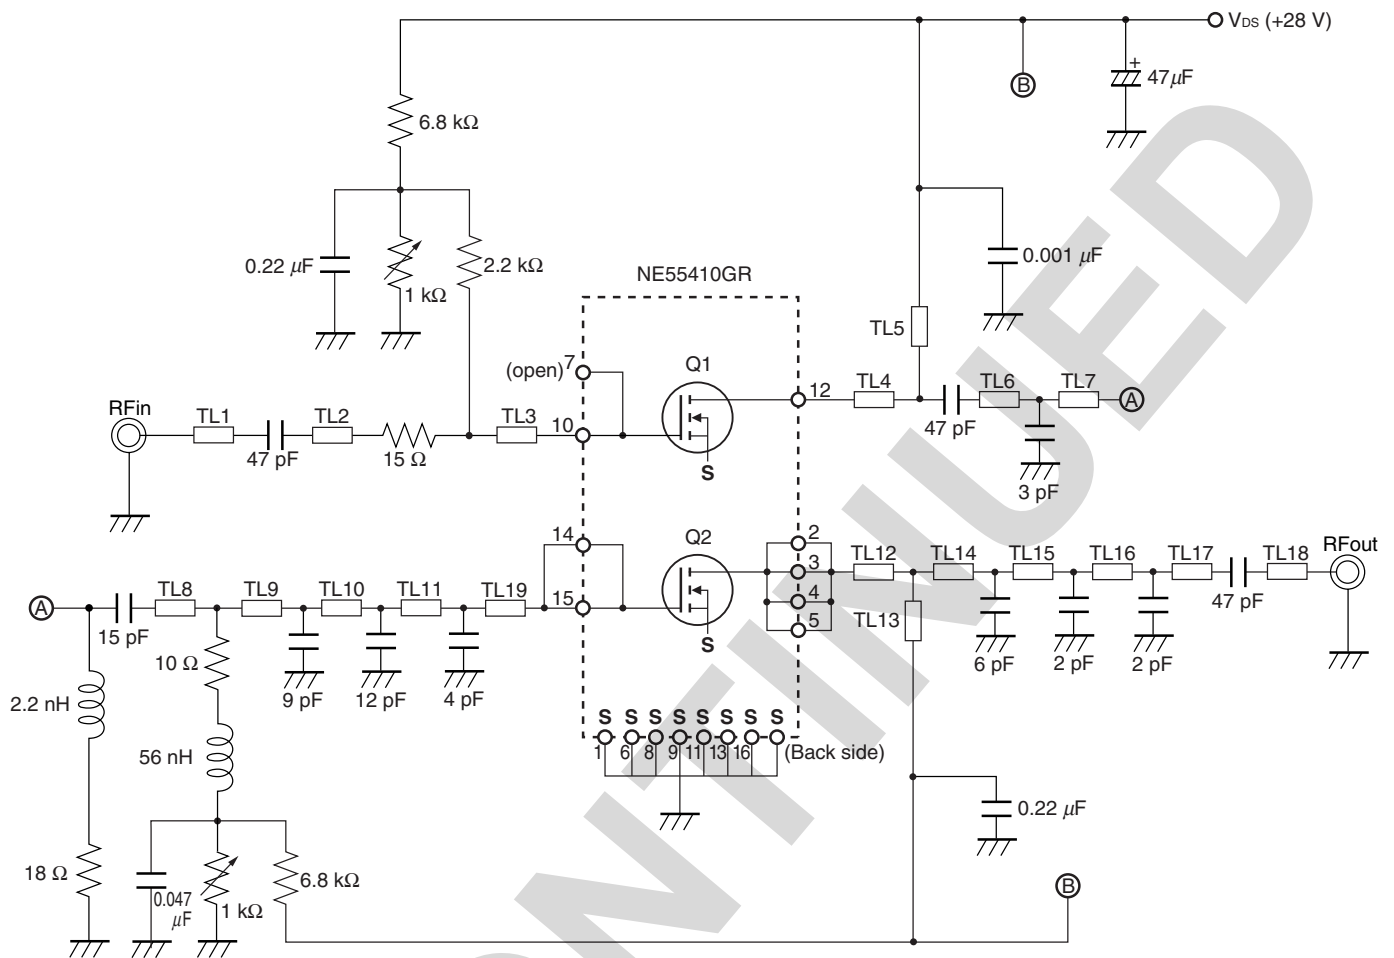 VDS (+28 V)
B
+
47μF
6.8 kΩ
0.22 μF
1 kΩ
2.2 kΩ
0.001 μF
NE55410GR
TL5
(open)
7
Q1
12
TL4
TL6
TL7
A
RFin
TL1
TL2
TL3
10
47 pF
15 Ω
S
47 pF
3 pF
14
Q2
2
TL12
TL14
TL15
TL16
TL17
TL18
RFout
3
A
TL8
TL9
TL10
TL11
TL19
15
4
47 pF
15 pF
S
5
TL13
10 Ω
6 pF
2 pF
2 pF
2.2 nH
9 pF
12 pF
4 pF
S S S S S S S S
56 nH
1 6 8 9 11 13 16 (Back side)
0.22 μF
18 Ω
0.047
μF
1 kΩ
6.8 kΩ
B
ONTINUED